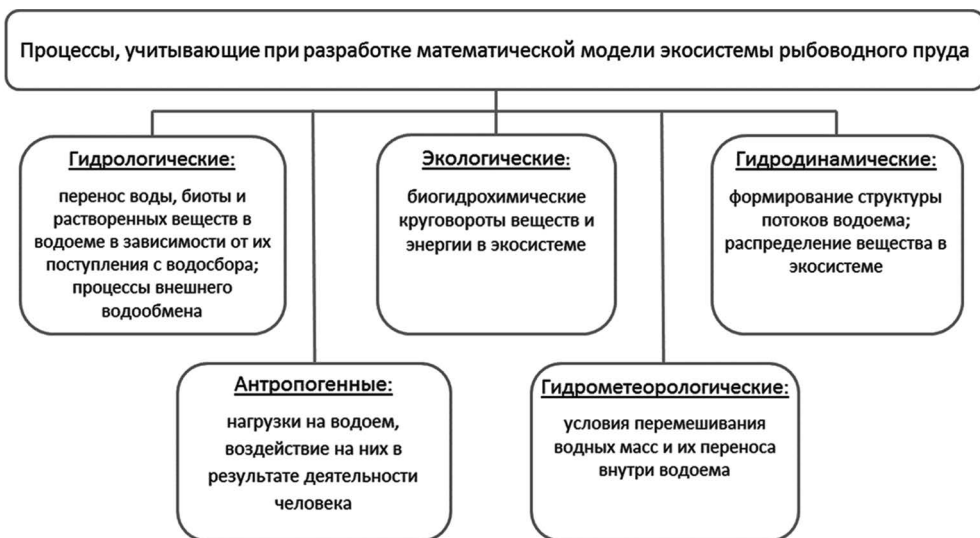 Процессы, учитывающие при разработке математической модели экосистемы рыбоводного пруда
Гидрологические:
перенос воды, биоты и
растворенных веществ в
водоеме в зависимости от их
поступления с водосбора;
процессы внешнего
водообмена
Экологические:
биогидрохимические
круговороты веществ и
энергии в экосистеме
Гидродинамические:
формирование структуры
потоков водоема;
распределение вещества в
экосистеме
Антропогенные:
нагрузки на водоем,
воздействие на них в
результате деятельности
человека
Гидрометеорологические:
условия перемешивания
водных масс и их переноса
внутри водоема